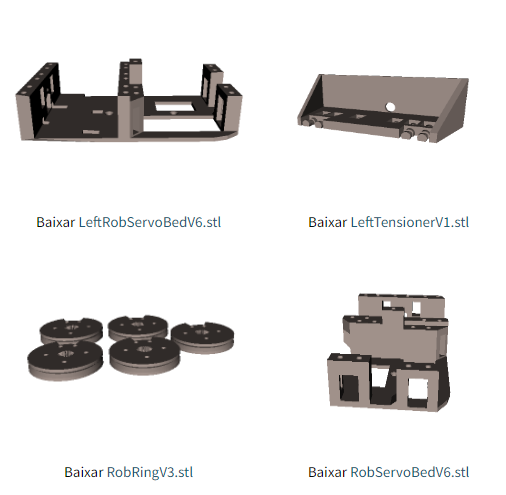 Baixar LeftRobServoBedV6.stl
Baixar LeftTensionerV1.stl
Baixar RobRingV3.stl
Baixar RobServoBedV6.stl